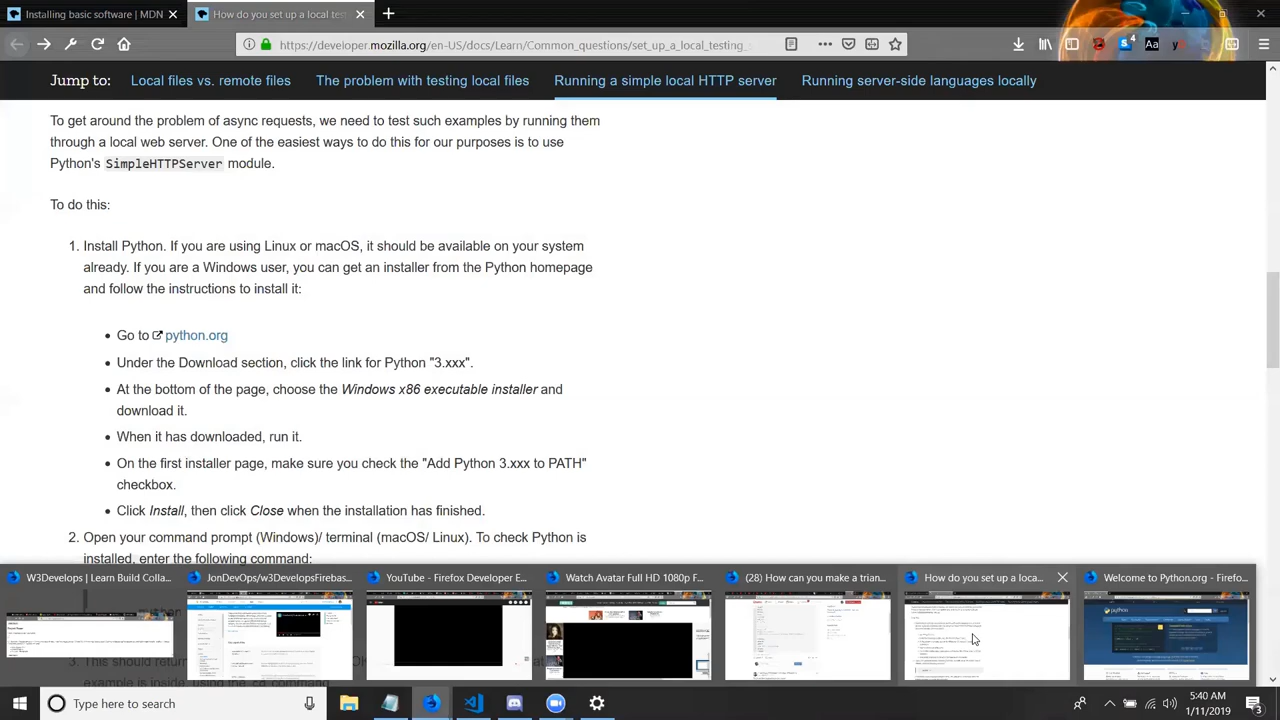 Installing basic software | MDN
How do you set up a local test
https://developer.mozilla.org/en-US/docs/Learn/Common_questions/set_up_a_local_testing_
4
Aa
Jump to:
Local files vs. remote files
The problem with testing local files
Running a simple local HTTP server
Running server-side languages locally
To get around the problem of async requests, we need to test such examples by running them
through a local web server. One of the easiest ways to do this for our purposes is to use
Python's SimpleHTTPServer module.
To do this:
1. Install Python. If you are using Linux or macOS, it should be available on your system
already. If you are a Windows user, you can get an installer from the Python homepage
and follow the instructions to install it:
• Go to python.org
• Under the Download section, click the link for Python "3.xxx".
• At the bottom of the page, choose the Windows x86 executable installer and
download it.
• When it has downloaded, run it.
• On the first installer page, make sure you check the "Add Python 3.xxx to PATH"
checkbox.
• Click Install, then click Close when the installation has finished.
2. Open your command prompt (Windows)/ terminal (macOS/ Linux). To check Python is
installed, enter the following command:
W3Develops | Learn Build Colla...
JonDevOps/w3DevelopsFirebas...
YouTube - Firefox Developer E...
Watch Avatar Full HD 1080p F...
(28) How can you make a trian...
How do you set up a loca...
Welcome to Python.org - Firefo...
Type here to search
5:40 AM
1/11/2019
3